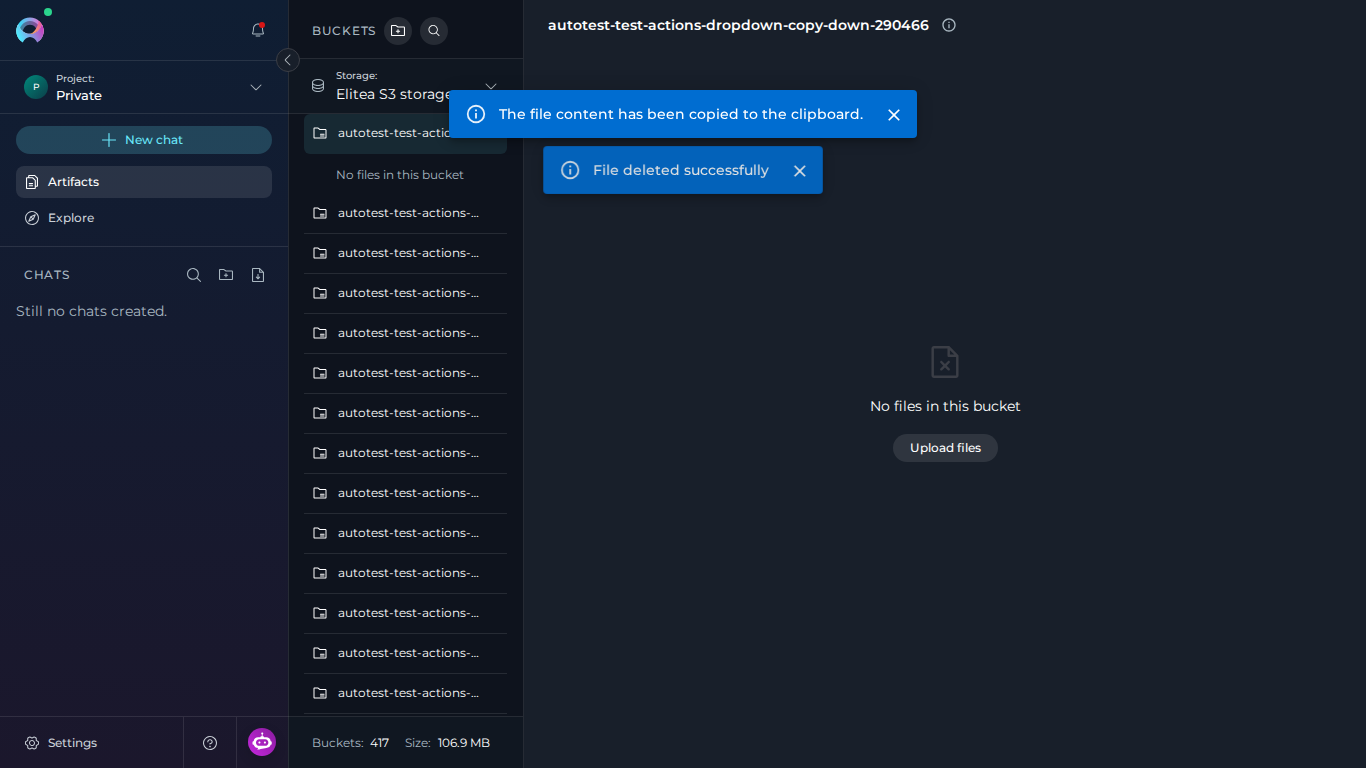 BUCKETS
autotest-test-actions-dropdown-copy-down-290466
P
Project:
Private
Storage:
Elitea S3 storage
The file content has been copied to the clipboard.
New chat
autotest-test-actio
File deleted successfully
No files in this bucket
Artifacts
Explore
autotest-test-actions-...
autotest-test-actions-...
autotest-test-actions-...
autotest-test-actions-...
autotest-test-actions-...
autotest-test-actions-...
autotest-test-actions-...
autotest-test-actions-...
autotest-test-actions-...
autotest-test-actions-...
autotest-test-actions-...
autotest-test-actions-...
autotest-test-actions-...
CHATS
Still no chats created.
No files in this bucket
Upload files
Settings
Buckets: 417 Size: 106.9 MB